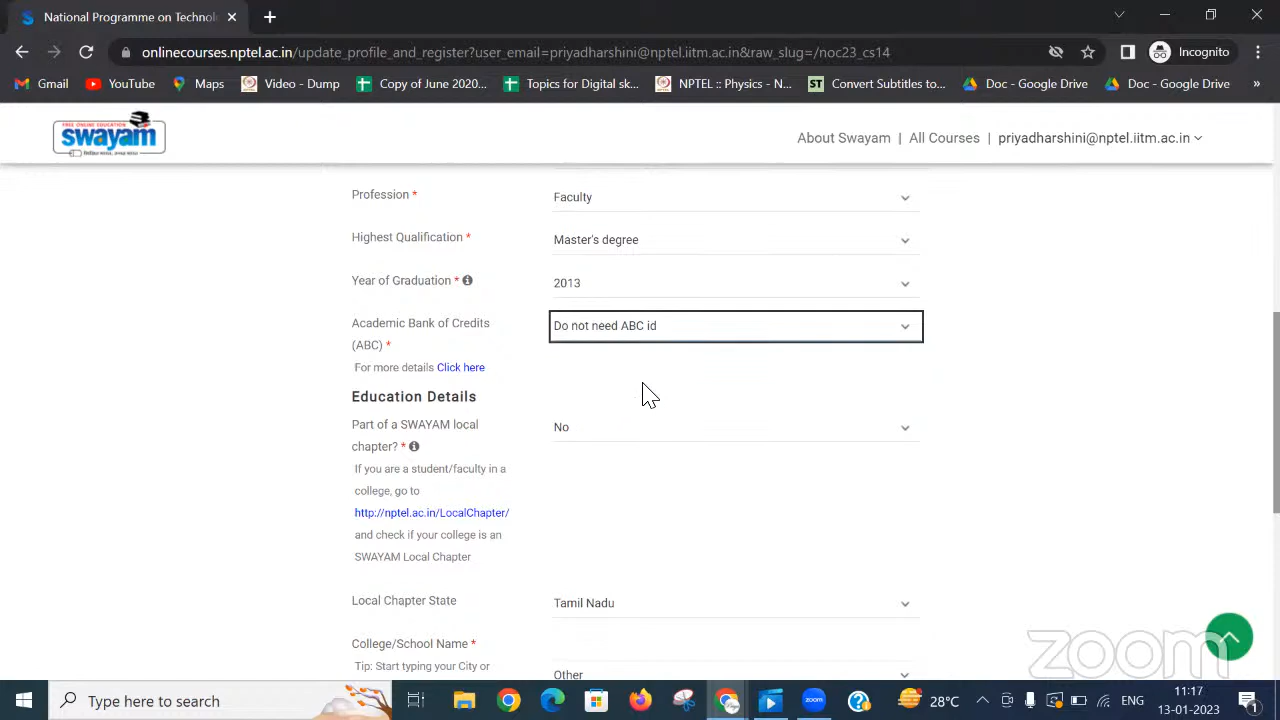 National Programme on Technol
onlinecourses.nptel.ac.in/update_profile_and_register?user_email=priyadharshini@nptel.iitm.ac.in&raw_slug=/noc23_cs14
Incognito
Gmail
YouTube
Maps
Video - Dump
Copy of June 2020...
Topics for Digital sk...
NPTEL : Physics - N...
Convert Subtitles to...
Doc - Google Drive
Doc - Google Drive
»
FREE ONLINE EDUCATION
swayam
About Swayam | All Courses | priyadharshini@nptel.iitm.ac.in
Profession * Faculty
Highest Qualification * Master's degree
Year of Graduation * 2013
Academic Bank of Credits Do not need ABC id
(ABC) *
For more details Click here
Education Details
Part of a SWAYAM local No
chapter? *
If you are a student/faculty in a
college, go to
http://nptel.ac.in/LocalChapter/
and check if your college is an
SWAYAM Local Chapter
Local Chapter State Tamil Nadu
College/School Name *
Tip: Start typing your City or
Other
zoom
Type here to search
zoom
28°C
ENG
11:17
13-01-2023
1